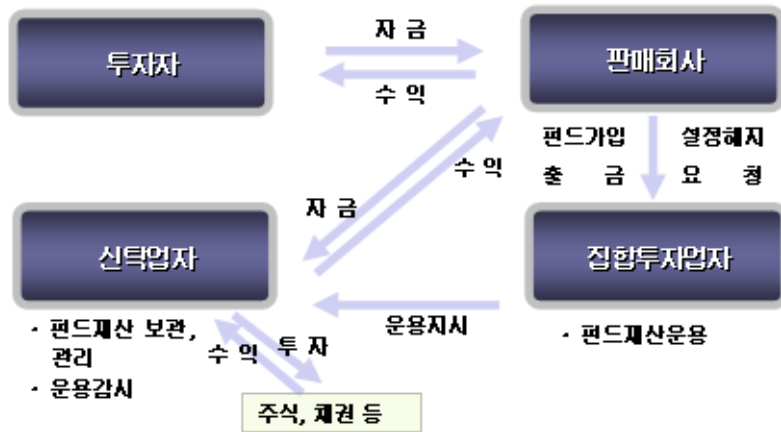 투자자
자 금
수 익
판매회사
펀드가입 설정해지
출 금 요 청
수 익
자 금
신탁업자
집합투자업자
운용지시
· 펀드재산 보관,
관리
· 운용감시
수 익 투 자
· 펀드재산운용
주식, 채권 등